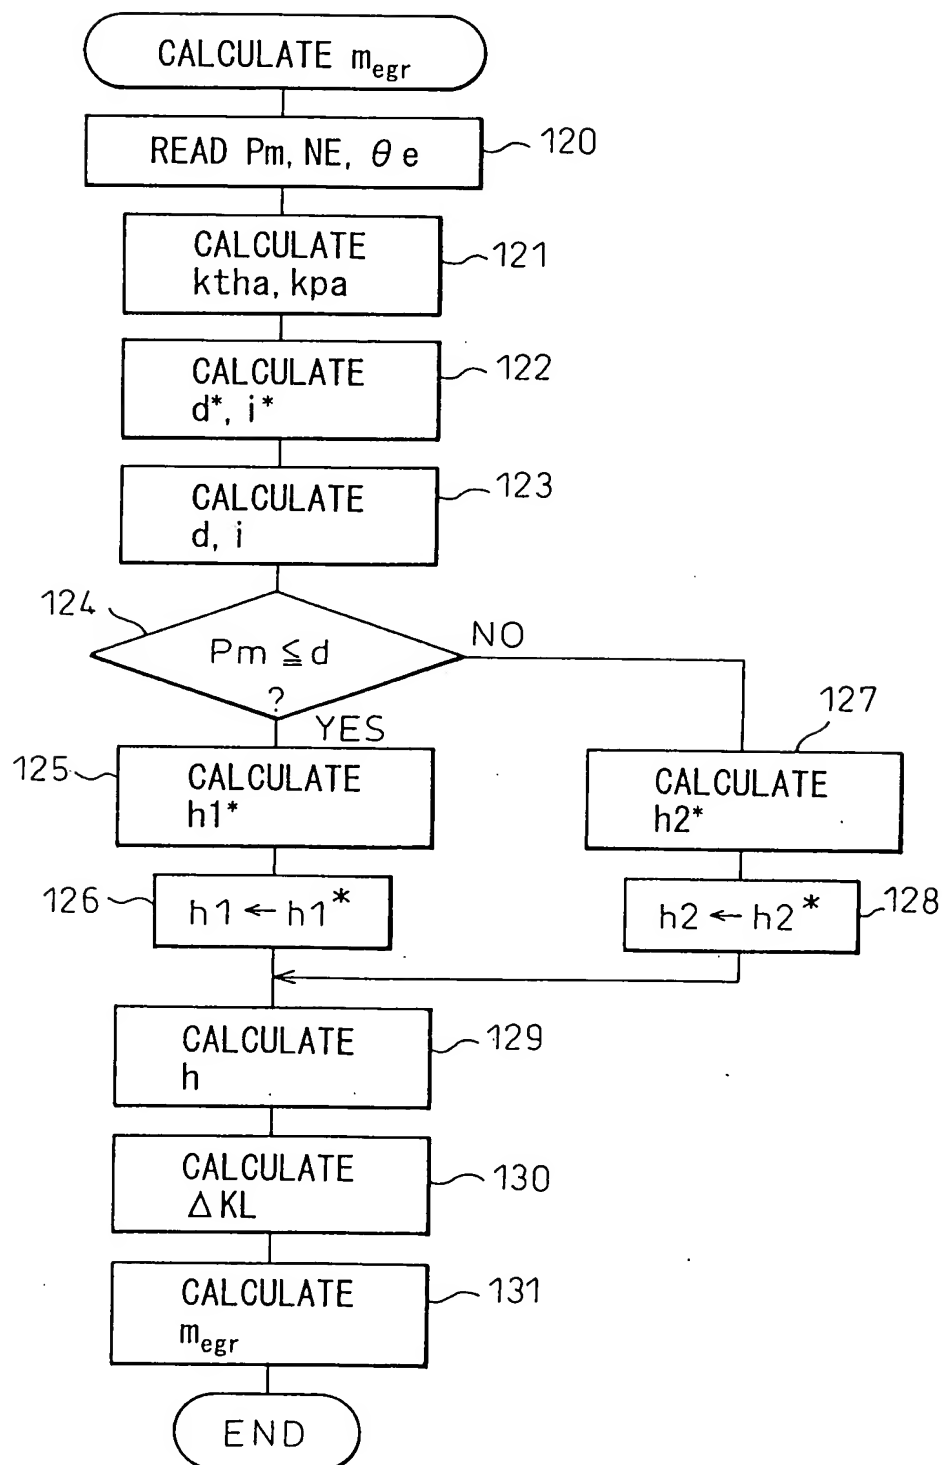 CALCULATE megr
READ Pm, NE, θe
120
CALCULATE
ktha, kpa
121
CALCULATE
d*, i*
122
CALCULATE
d, i
123
124
Pm ≦ d
?
NO
YES
125
CALCULATE
h1*
127
CALCULATE
h2*
126
h1 ← h1*
h2 ← h2*
128
CALCULATE
h
129
CALCULATE
ΔKL
130
CALCULATE
megr
131
END